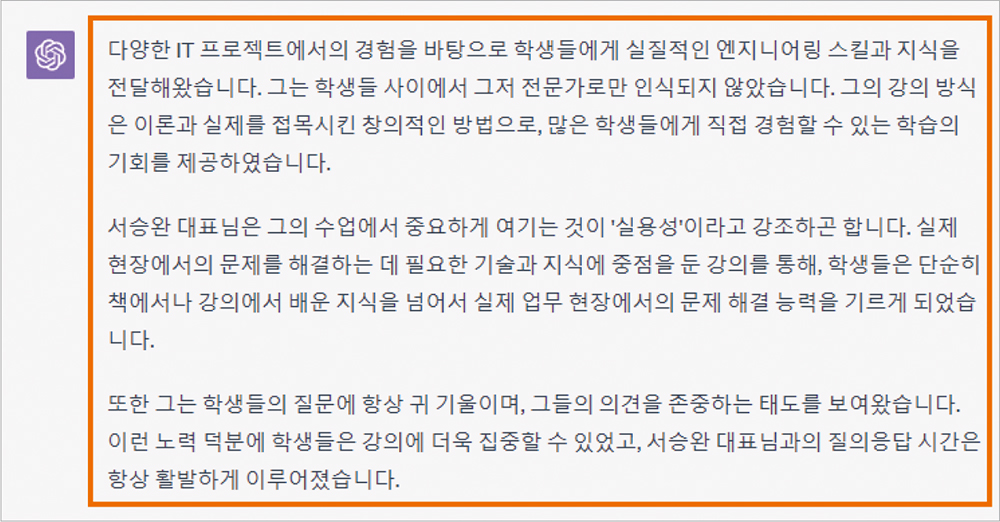 다양한 IT 프로젝트에서의 경험을 바탕으로 학생들에게 실질적인 엔지니어링 스킬과 지식을
전달해왔습니다. 그는 학생들 사이에서 그저 전문가로만 인식되지 않았습니다. 그의 강의 방식
은 이론과 실제를 접목시킨 창의적인 방법으로, 많은 학생들에게 직접 경험할 수 있는 학습의
기회를 제공하였습니다.
서승완 대표님은 그의 수업에서 중요하게 여기는 것이 '실용성'이라고 강조하곤 합니다. 실제
현장에서의 문제를 해결하는 데 필요한 기술과 지식에 중점을 둔 강의를 통해, 학생들은 단순히
책에서나 강의에서 배운 지식을 넘어서 실제 업무 현장에서의 문제 해결 능력을 기르게 되었습
니다.
또한 그는 학생들의 질문에 항상 귀 기울이며, 그들의 의견을 존중하는 태도를 보여왔습니다.
이런 노력 덕분에 학생들은 강의에 더욱 집중할 수 있었고, 서승완 대표님과의 질의응답 시간은
항상 활발하게 이루어졌습니다.